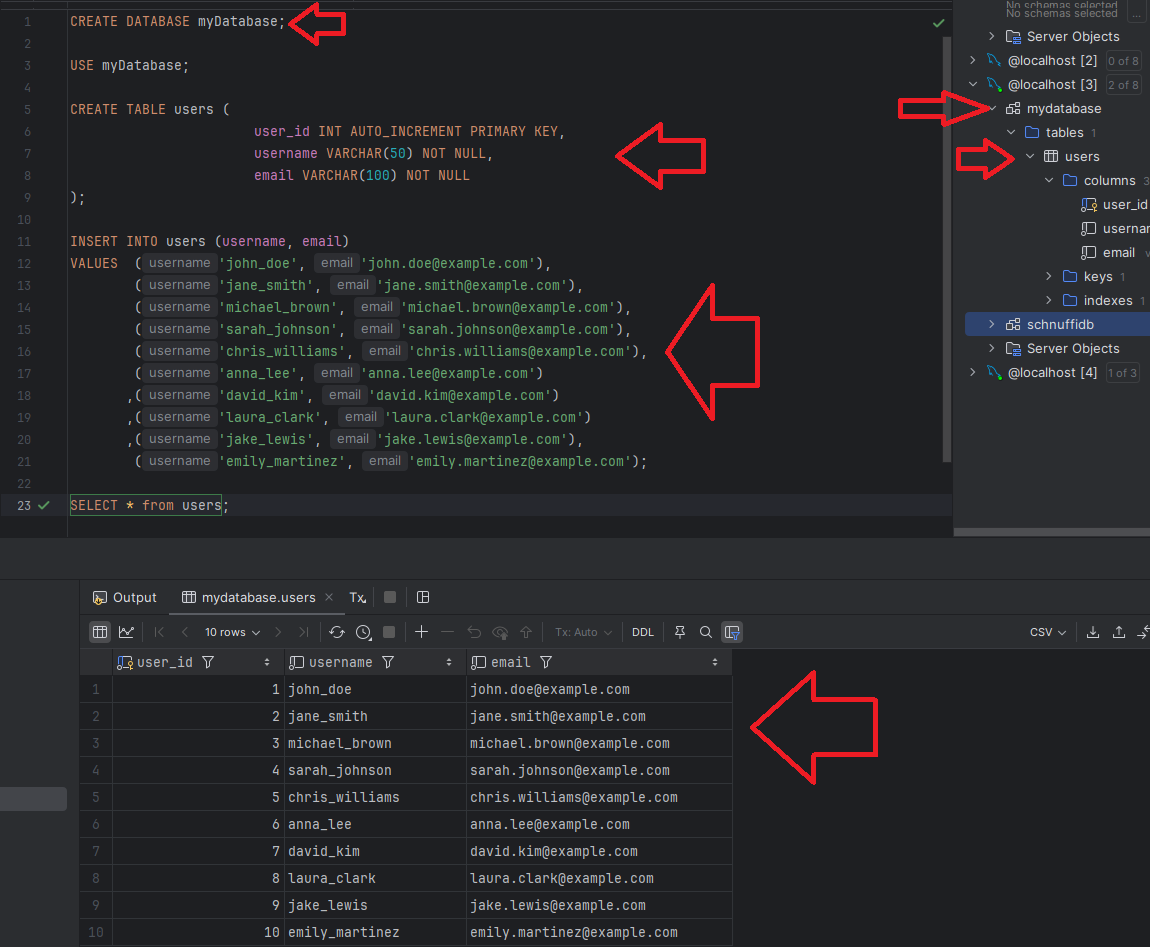 1 CREATE DATABASE myDatabase;
2
3 USE myDatabase;
4
5 CREATE TABLE users (
6 user_id INT AUTO_INCREMENT PRIMARY KEY,
7 username VARCHAR(50) NOT NULL,
8 email VARCHAR(100) NOT NULL
9 );
10
11 INSERT INTO users (username, email)
12 VALUES ( username 'john_doe', email 'john.doe@example.com'),
13 ( username 'jane_smith', email 'jane.smith@example.com'),
14 ( username 'michael_brown', email 'michael.brown@example.com'),
15 ( username 'sarah_johnson', email 'sarah.johnson@example.com'),
16 ( username 'chris_williams', email 'chris.williams@example.com'),
17 ( username 'anna_lee', email 'anna.lee@example.com')
18 ,( username 'david_kim', email 'david.kim@example.com')
19 ,( username 'laura_clark', email 'laura.clark@example.com')
20 ,( username 'jake_lewis', email 'jake.lewis@example.com'),
21 ( username 'emily_martinez', email 'emily.martinez@example.com');
22
23 SELECT * from users;
No schemas selected
No schemas selected ...
Server Objects
@localhost [2] 0 of 8
@localhost [3] 2 of 8
mydatabase
tables 1
users
columns 3
user_id
usernar
email
keys 1
indexes 1
schnuffidb
Server Objects
@localhost [4] 1 of 3
Output mydatabase.users × Tx
10 rows Tx: Auto DDL CSV
user_id username email
1 1 john_doe john.doe@example.com
2 2 jane_smith jane.smith@example.com
3 3 michael_brown michael.brown@example.com
4 4 sarah_johnson sarah.johnson@example.com
5 5 chris_williams chris.williams@example.com
6 6 anna_lee anna.lee@example.com
7 7 david_kim david.kim@example.com
8 8 laura_clark laura.clark@example.com
9 9 jake_lewis jake.lewis@example.com
10 10 emily_martinez emily.martinez@example.com